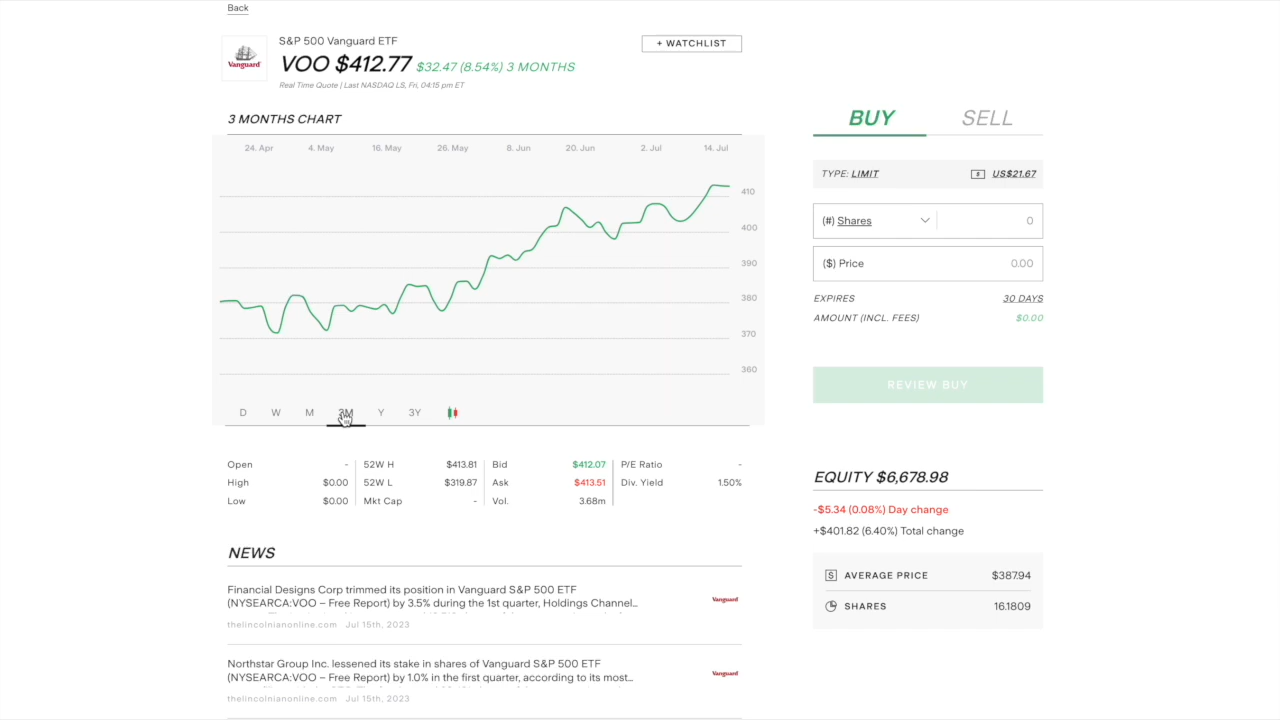 Back
Vanguard
S&P 500 Vanguard ETF
VOO $412.77 $32.47 (8.54%) 3 MONTHS
Real Time Quote | Last NASDAQ LS, Fri, 04:15 pm ET
+ WATCHLIST
3 MONTHS CHART
24. Apr 4. May 16. May 26. May 8. Jun 20. Jun 2. Jul 14. Jul
410
400
390
380
370
360
D W M 3M Y 3Y
Open - 52W H $413.81 Bid $412.07 P/E Ratio -
High $0.00 52W L $319.87 Ask $413.51 Div. Yield 1.50%
Low $0.00 Mkt Cap - Vol. 3.68m
NEWS
Financial Designs Corp trimmed its position in Vanguard S&P 500 ETF
(NYSEARCA:VOO – Free Report) by 3.5% during the 1st quarter, Holdings Channel...
Vanguard
thelincolnianonline.com Jul 15th, 2023
Northstar Group Inc. lessened its stake in shares of Vanguard S&P 500 ETF
(NYSEARCA:VOO – Free Report) by 1.0% in the first quarter, according to its most...
Vanguard
thelincolnianonline.com Jul 15th, 2023
BUY SELL
TYPE: LIMIT $ US$21.67
(#) Shares 0
($) Price 0.00
EXPIRES 30 DAYS
AMOUNT (INCL. FEES) $0.00
REVIEW BUY
EQUITY $6,678.98
-$5.34 (0.08%) Day change
+$401.82 (6.40%) Total change
S AVERAGE PRICE $387.94
SHARES 16.1809